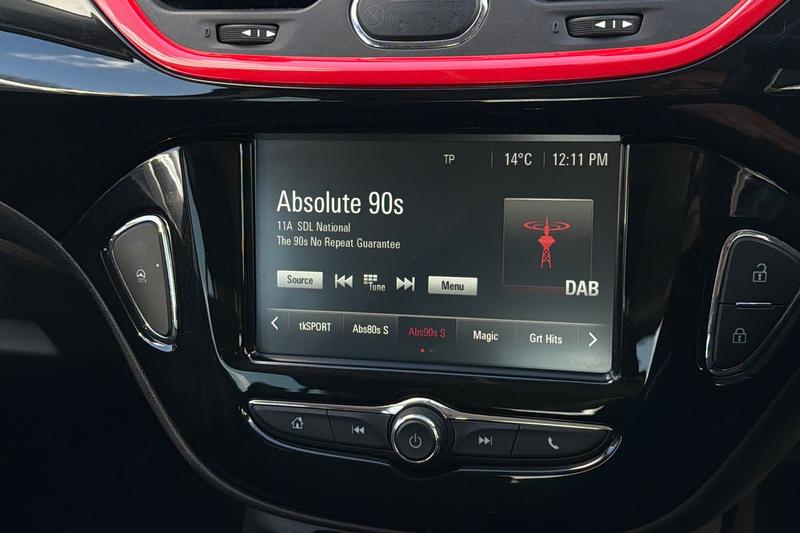 TP 14°C 12:11 PM
Absolute 90s
11A SDL National
The 90s No Repeat Guarantee
DAB
Source Tune Menu
tkSPORT Abs80s S Abs90s S Magic Grt Hits
CITY